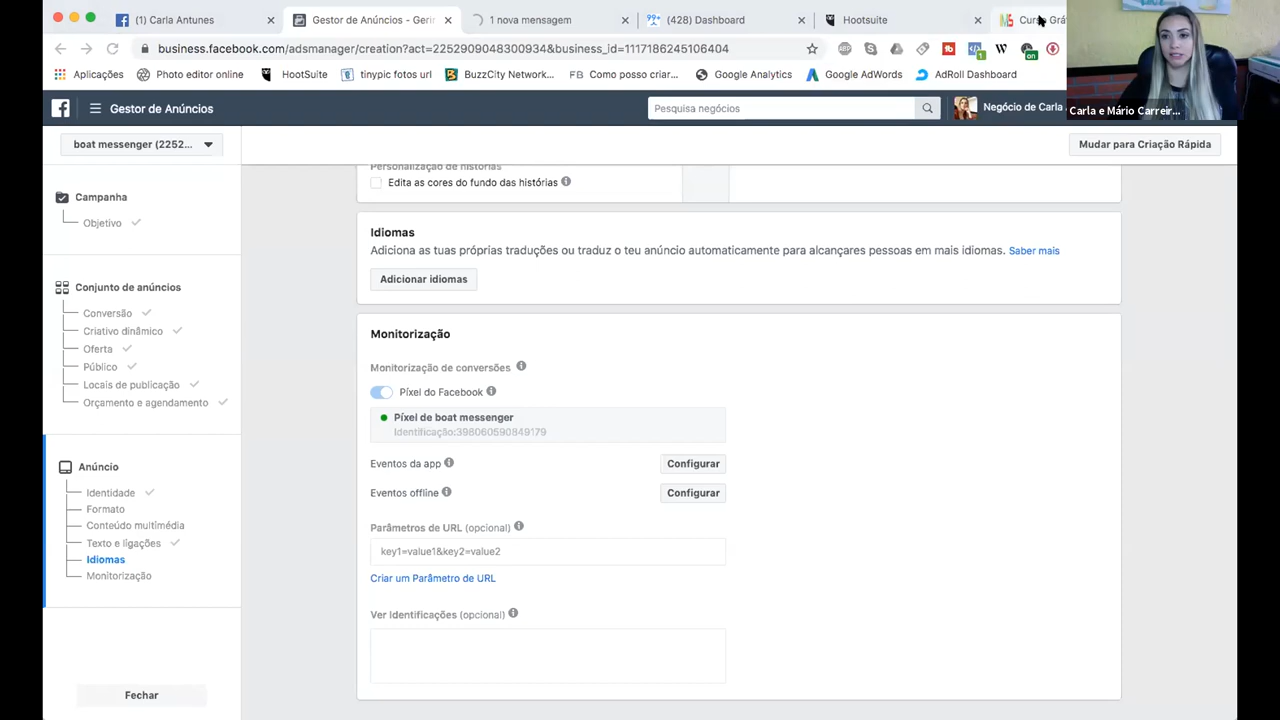 (1) Carla Antunes
Gestor de Anúncios - Gerir
1 nova mensagem
(428) Dashboard
Hootsuite
Curso Grá
business.facebook.com/adsmanager/creation?act=2252909048300934&business_id=1117186245106404
Aplicações
Photo editor online
HootSuite
tinypic fotos url
BuzzCity Network,...
FB Como posso criar...
Google Analytics
Google AdWords
AdRoll Dashboard
Gestor de Anúncios
Pesquisa negócios
Negócio de Carla
Carla e Mário Carreir...
boat messenger (2252...
Mudar para Criação Rápida
Campanha
Objetivo
Conjunto de anúncios
Conversão
Criativo dinâmico
Oferta
Público
Locais de publicação
Orçamento e agendamento
Anúncio
Identidade
Formato
Conteúdo multimédia
Texto e ligações
Idiomas
Monitorização
Fechar
Personalização de histórias
Edita as cores do fundo das histórias
Idiomas
Adiciona as tuas próprias traduções ou traduz o teu anúncio automaticamente para alcançares pessoas em mais idiomas. Saber mais
Adicionar idiomas
Monitorização
Monitorização de conversões
Píxel do Facebook
Píxel de boat messenger
Identificação:398060590849179
Eventos da app
Configurar
Eventos offline
Configurar
Parâmetros de URL (opcional)
key1=value1&key2=value2
Criar um Parâmetro de URL
Ver Identificações (opcional)